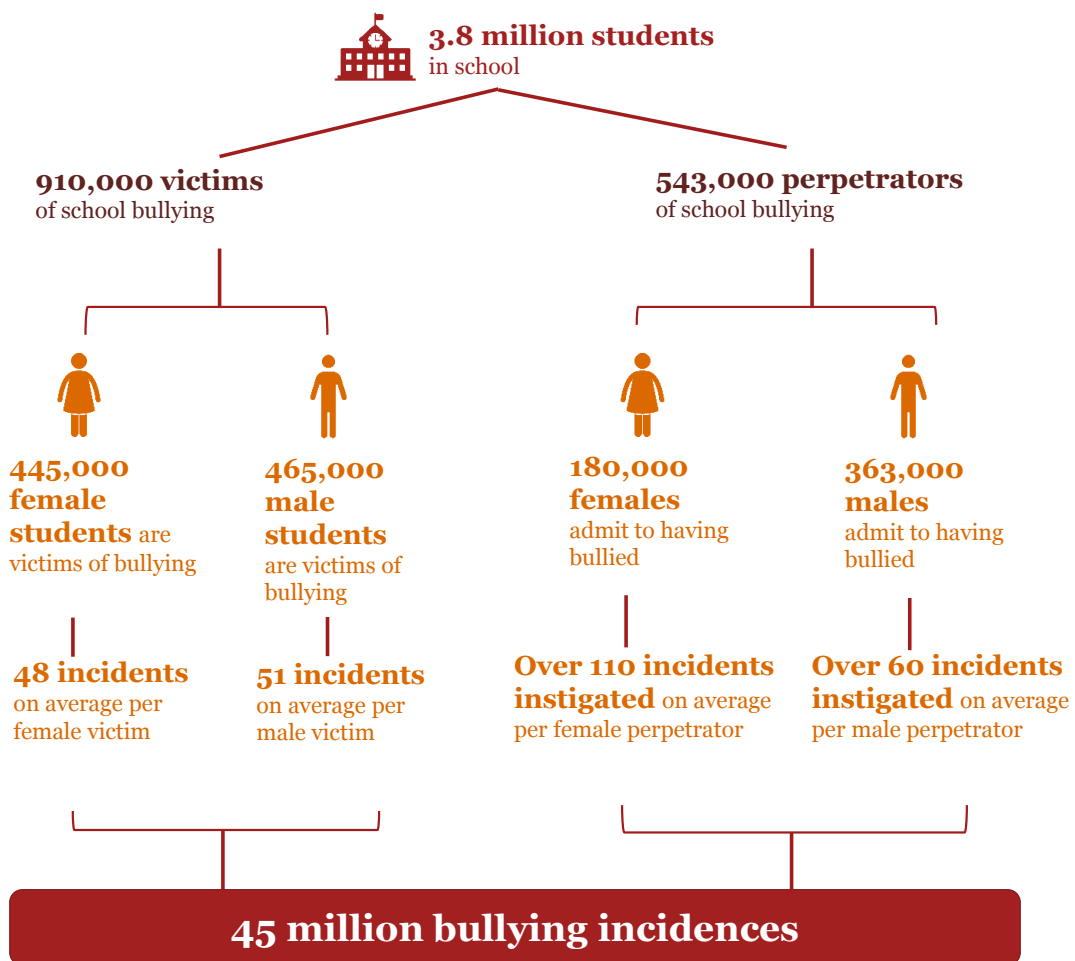 3.8 million students
in school
910,000 victims
of school bullying
543,000 perpetrators
of school bullying
445,000
female
students are
victims of bullying
465,000
male
students
are victims of
bullying
180,000
females
admit to having
bullied
363,000
males
admit to having
bullied
48 incidents
on average per
female victim
51 incidents
on average per
male victim
Over 110 incidents
instigated on average
per female perpetrator
Over 60 incidents
instigated on average
per male perpetrator
45 million bullying incidences